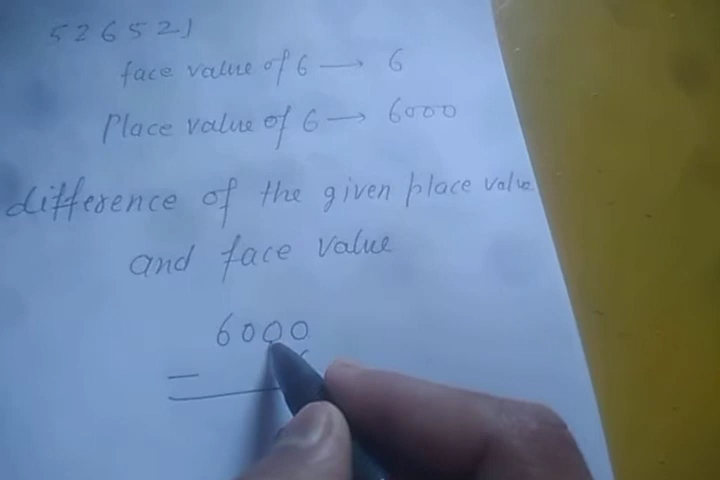 526521
face value of 6 → 6
Place value of 6 → 6000
difference of the given place value
and face value
6000
-